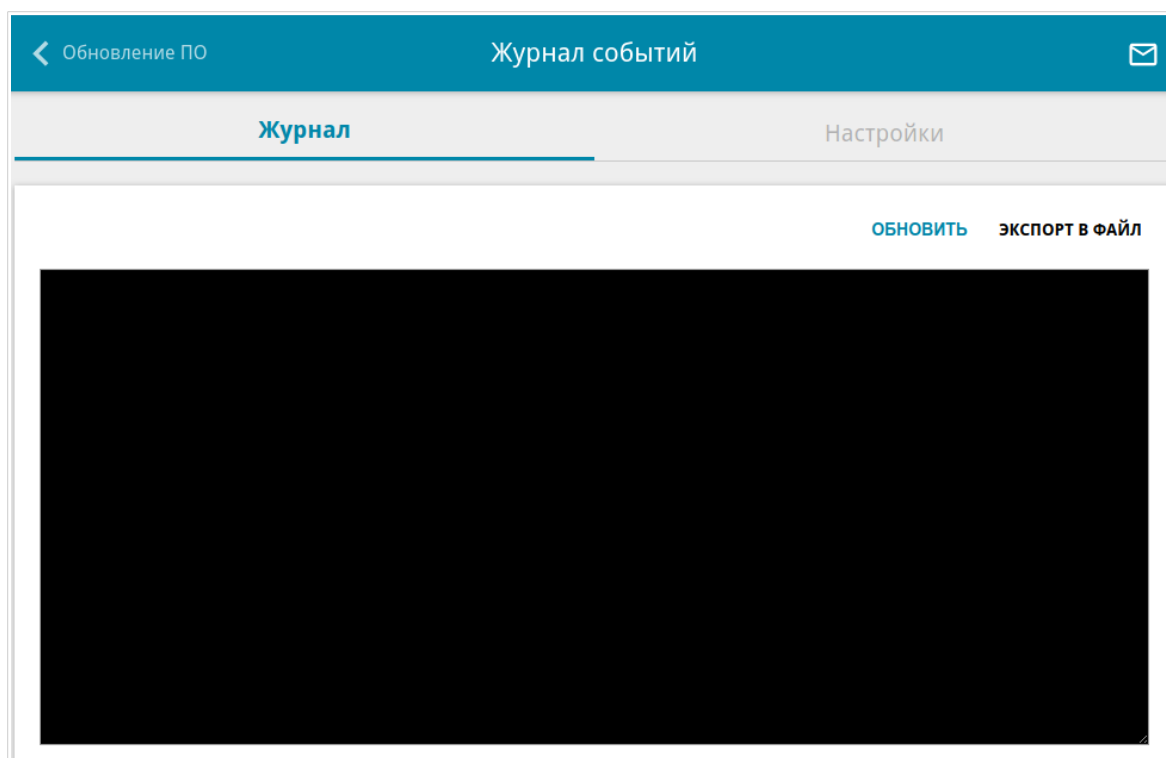 Обновление ПО
Журнал событий
Журнал
Настройки
ОБНОВИТЬ
ЭКСПОРТ В ФАЙЛ